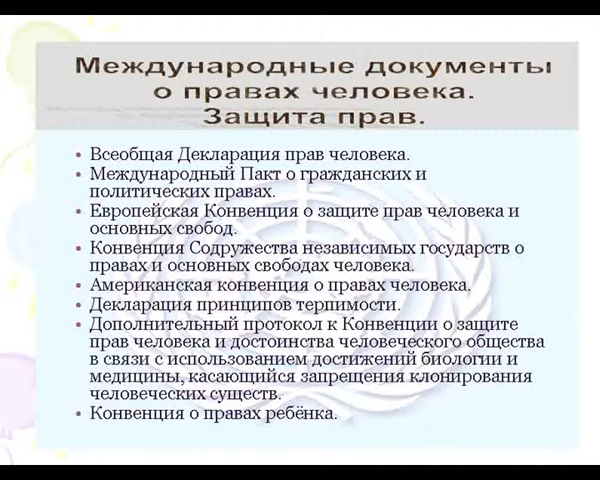 Международные документы
о правах человека.
Защита прав.
• Всеобщая Декларация прав человека.
• Международный Пакт о гражданских и
политических правах.
• Европейская Конвенция о защите прав человека и
основных свобод.
• Конвенция Содружества независимых государств о
правах и основных свободах человека.
• Американская конвенция о правах человека.
• Декларация принципов терпимости.
• Дополнительный протокол к Конвенции о защите
прав человека и достоинства человеческого общества
в связи с использованием достижений биологии и
медицины, касающийся запрещения клонирования
человеческих существ.
• Конвенция о правах ребёнка.